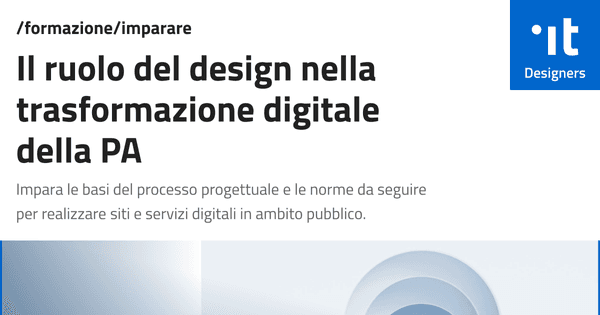 /formazione/imparare
Il ruolo del design nella
trasformazione digitale
della PA
Impara le basi del processo progettuale e le norme da seguire
per realizzare siti e servizi digitali in ambito pubblico.
it
Designers